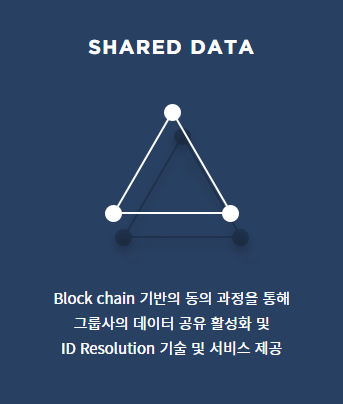 SHARED DATA
Block chain 기반의 동의 과정을 통해
그룹사의 데이터 공유 활성화 및
ID Resolution 기술 및 서비스 제공